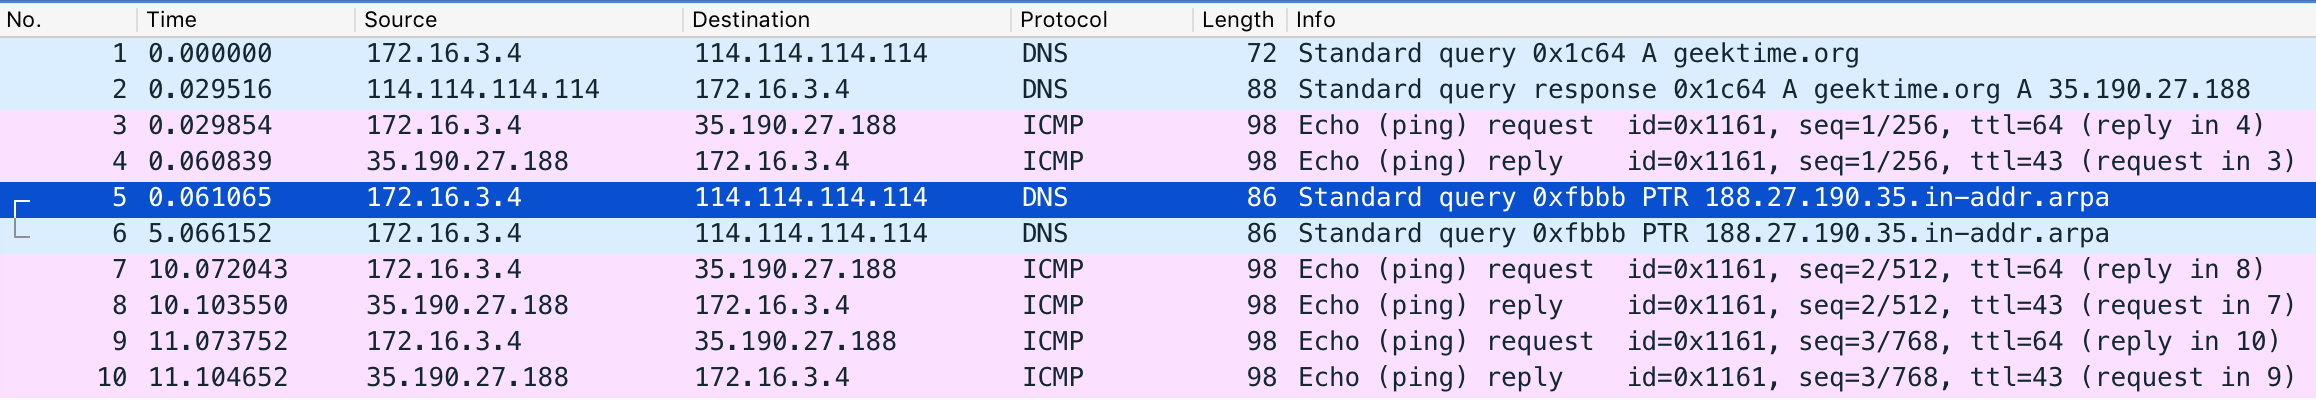 No. Time Source Destination Protocol Length Info
1 0.000000 172.16.3.4 114.114.114.114 DNS 72 Standard query 0x1c64 A geektime.org
2 0.029516 114.114.114.114 172.16.3.4 DNS 88 Standard query response 0x1c64 A geektime.org A 35.190.27.188
3 0.029854 172.16.3.4 35.190.27.188 ICMP 98 Echo (ping) request id=0x1161, seq=1/256, ttl=64 (reply in 4)
4 0.060839 35.190.27.188 172.16.3.4 ICMP 98 Echo (ping) reply id=0x1161, seq=1/256, ttl=43 (request in 3)
5 0.061065 172.16.3.4 114.114.114.114 DNS 86 Standard query 0xfbbb PTR 188.27.190.35.in-addr.arpa
6 5.066152 172.16.3.4 114.114.114.114 DNS 86 Standard query 0xfbbb PTR 188.27.190.35.in-addr.arpa
7 10.072043 172.16.3.4 35.190.27.188 ICMP 98 Echo (ping) request id=0x1161, seq=2/512, ttl=64 (reply in 8)
8 10.103550 35.190.27.188 172.16.3.4 ICMP 98 Echo (ping) reply id=0x1161, seq=2/512, ttl=43 (request in 7)
9 11.073752 172.16.3.4 35.190.27.188 ICMP 98 Echo (ping) request id=0x1161, seq=3/768, ttl=64 (reply in 10)
10 11.104652 35.190.27.188 172.16.3.4 ICMP 98 Echo (ping) reply id=0x1161, seq=3/768, ttl=43 (request in 9)